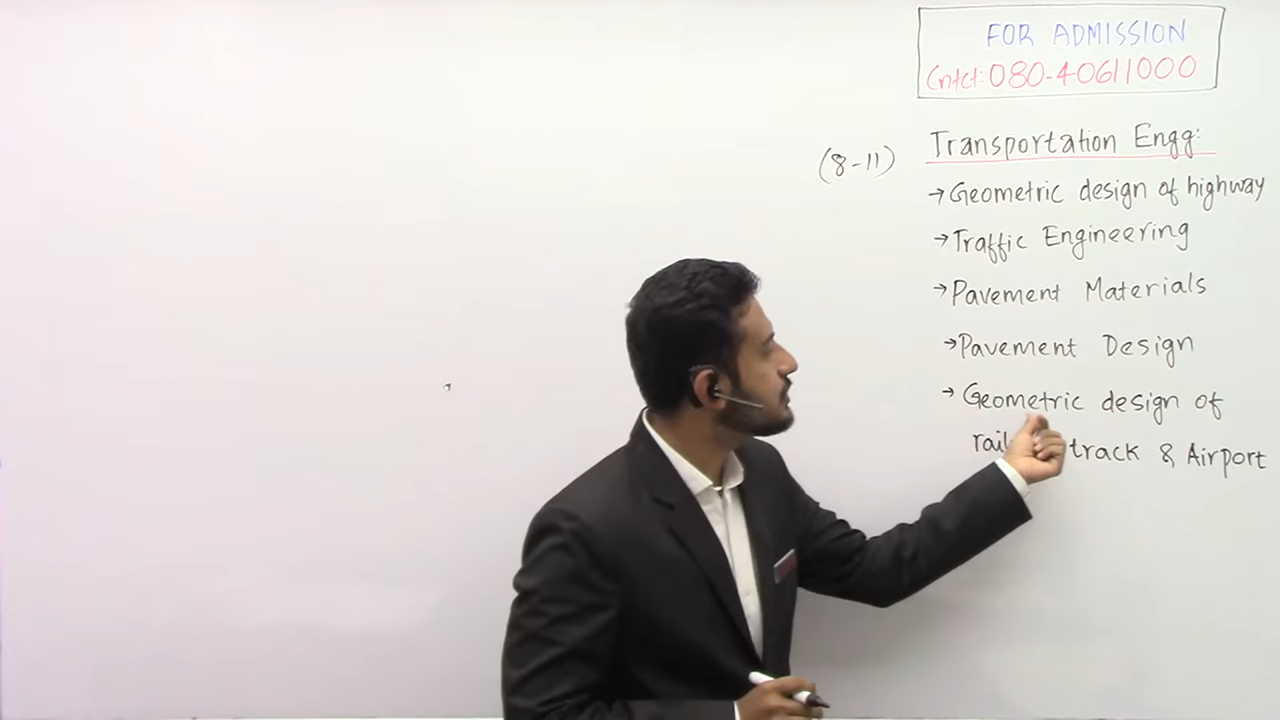 FOR ADMISSION
Cntct: 080-40611000
(8-11) Transportation Engg:
→ Geometric design of highway
→ Traffic Engineering
→ Pavement Materials
→ Pavement Design
→ Geometric design of
track & Airport